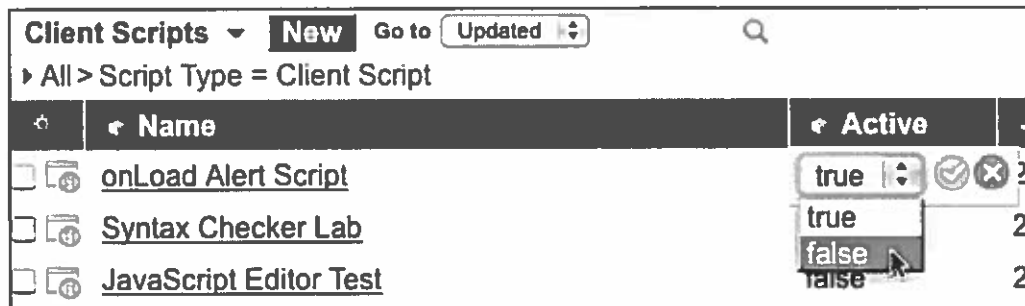 Client Scripts New Go to Updated
All > Script Type = Client Script
Name Active
onLoad Alert Script true
true
Syntax Checker Lab false
JavaScript Editor Test false